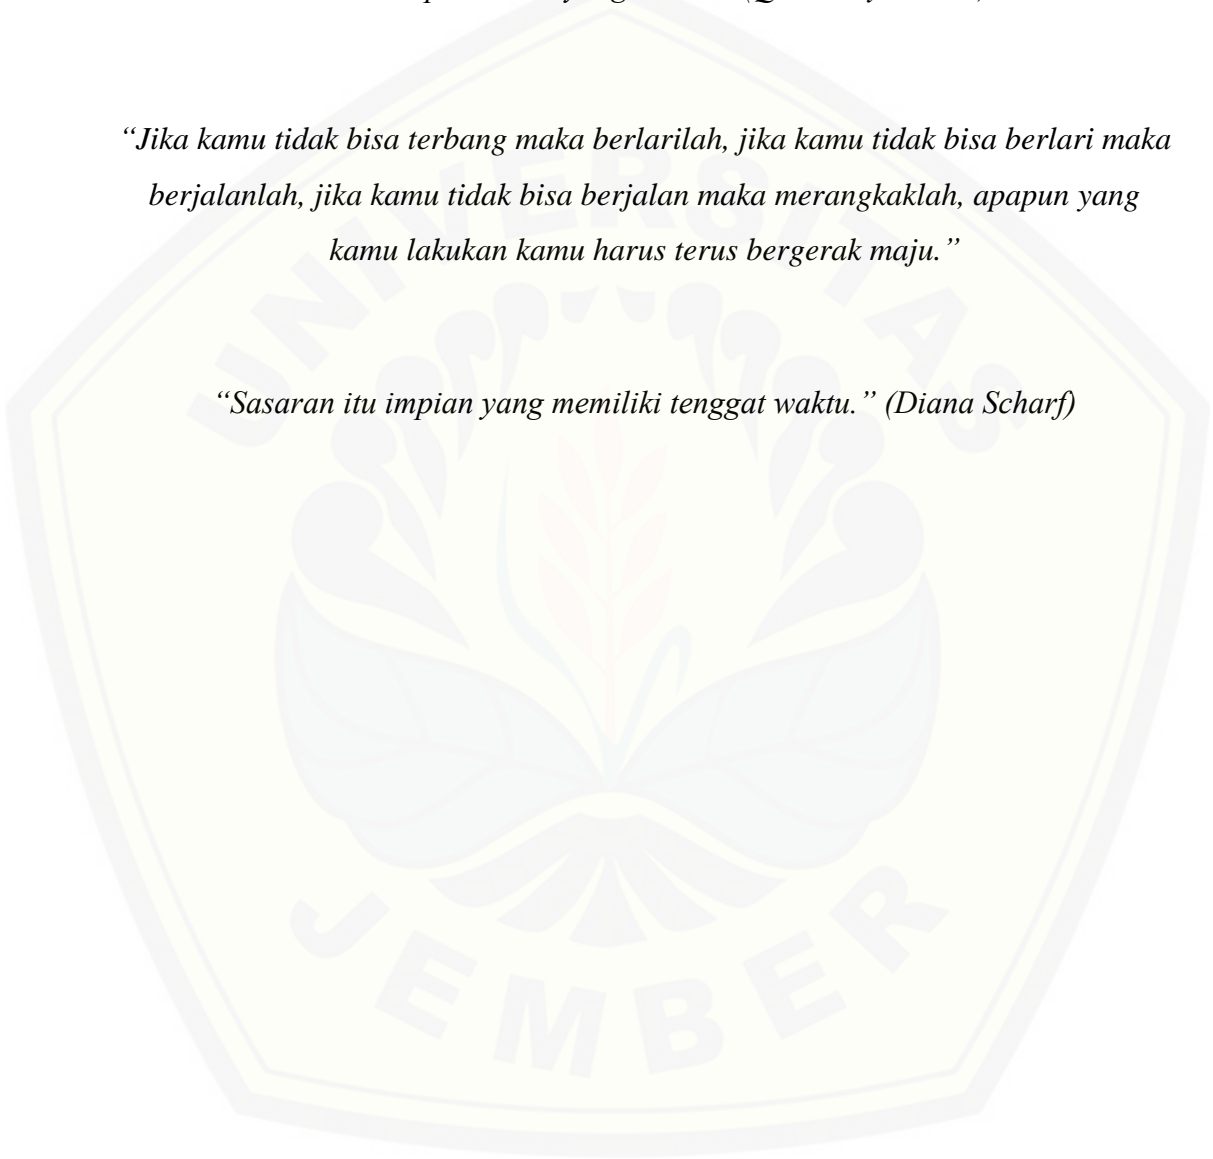 “Jika kamu tidak bisa terbang maka berlarilah, jika kamu tidak bisa berlari maka
berjalanlah, jika kamu tidak bisa berjalan maka merangkaklah, apapun yang
kamu lakukan kamu harus terus bergerak maju.”
“Sasaran itu impian yang memiliki tenggat waktu.” (Diana Scharf)
UNIVERSITAS
JEMBER